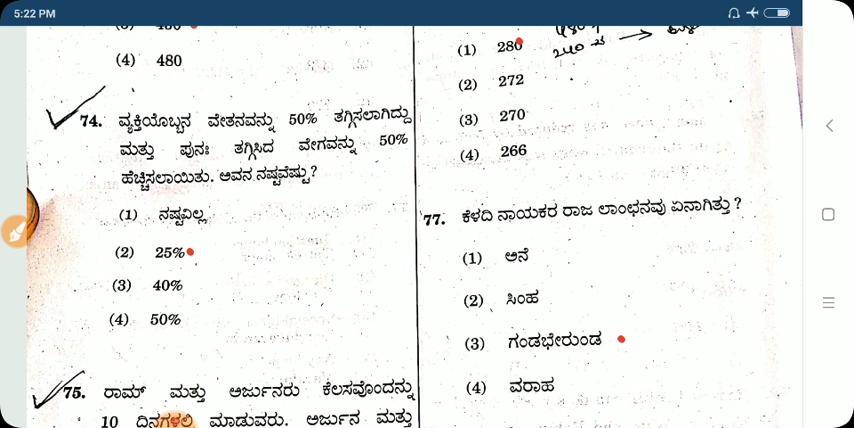 5:22 PM
(4) 480
74. ವ್ಯಕ್ತಿಯೊಬ್ಬನ ವೇತನವನ್ನು 50% ತಗ್ಗಿಸಲಾಗಿದ್ದು
ಮತ್ತು ಪುನಃ ತಗ್ಗಿಸಿದ ವೇಗವನ್ನು 50%
ಹೆಚ್ಚಿಸಲಾಯಿತು. ಆವನ ನಷ್ಟವೆಷ್ಟು?
(1) ನಷ್ಟವಿಲ್ಲ
(2) 25%
(3) 40%
(4) 50%
75. ರಾಮ್ ಮತ್ತು ಅರ್ಜುನರು ಕೆಲಸವೊಂದನ್ನು
10 ದಿನಗಳಲಿ ಮಾಡುವರು. ಅರ್ಜುನ ಮತ್ತು
(1) 280
(2) 272
(3) 270
(4) 266
77. ಕೆಳದಿ ನಾಯಕರ ರಾಜ ಲಾಂಛನವು ಏನಾಗಿತ್ತು ?
(1) ಆನೆ
(2) ಸಿಂಹ
(3) ಗಂಡಭೇರುಂಡ
(4) ವರಾಹ